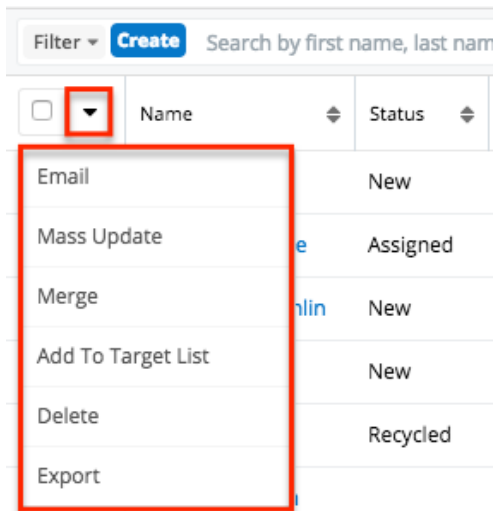 Filter Create Search by first name, last nam
Name Status
Email New
Mass Update e Assigned
Merge nlin New
Add To Target List New
Delete Recycled
Export